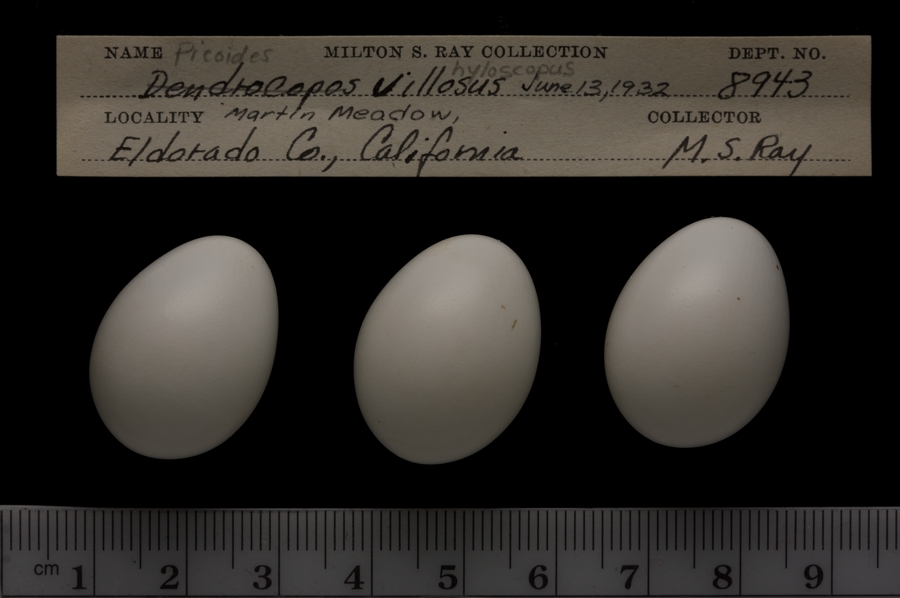 NAME Picoides MILTON S. RAY COLLECTION DEPT. NO.
hyloscopus
Dendrocopos villosus June 13, 1932 8943
LOCALITY Martin Meadow, COLLECTOR
Eldorado Co., California M. S. Ray
cm 1 2 3 4 5 6 7 8 9